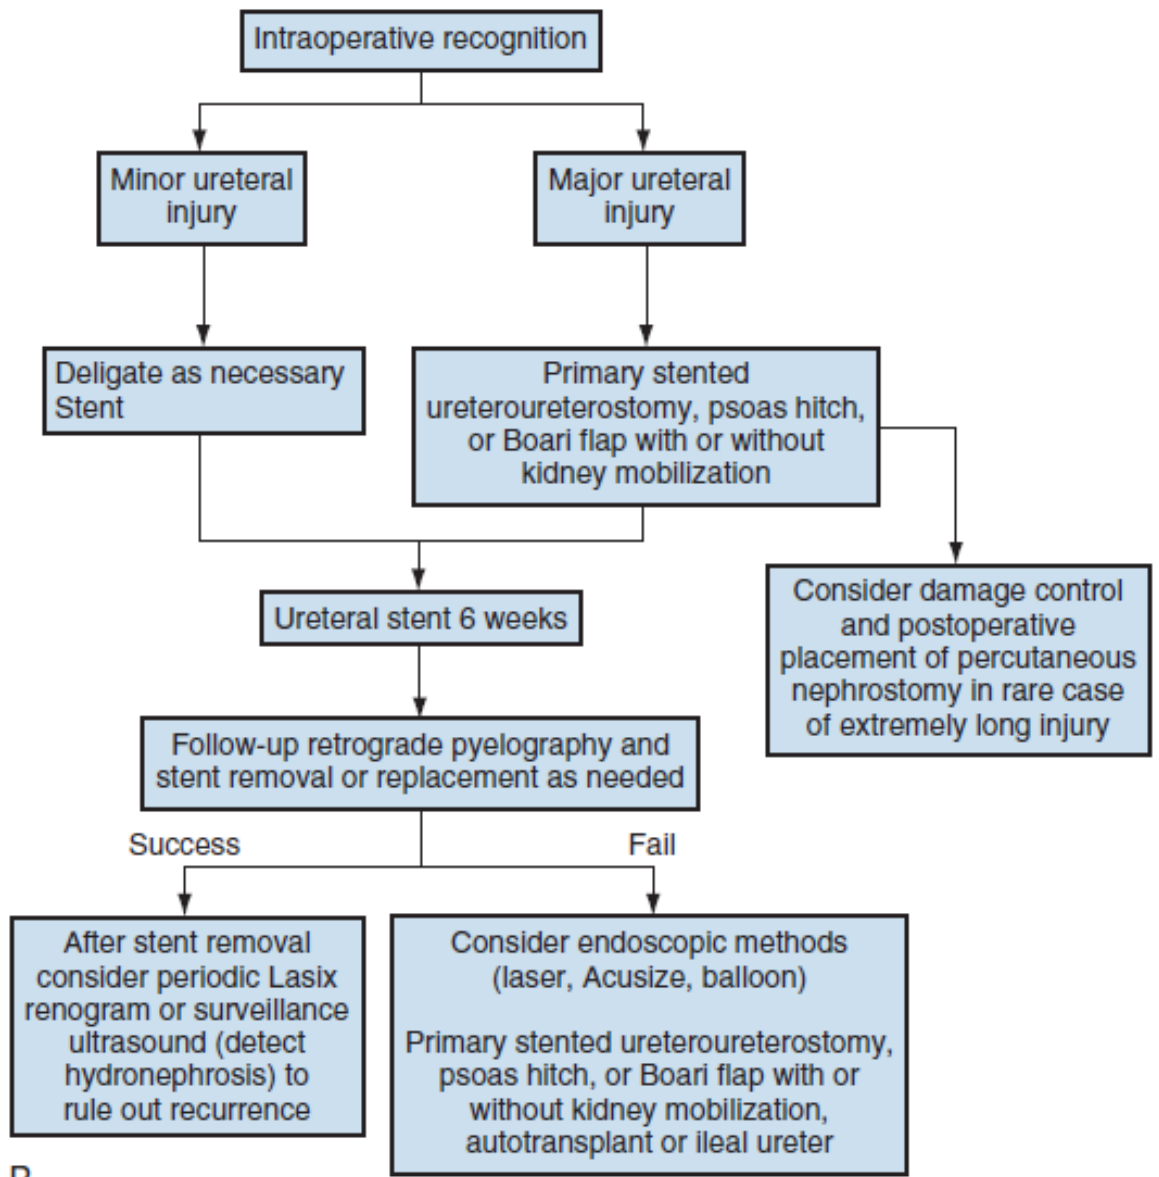 Intraoperative recognition
Minor ureteral
injury
Major ureteral
injury
Deligate as necessary
Stent
Primary stented
ureteroureterostomy, psoas hitch,
or Boari flap with or without
kidney mobilization
Consider damage control
and postoperative
placement of percutaneous
nephrostomy in rare case
of extremely long injury
Ureteral stent 6 weeks
Follow-up retrograde pyelography and
stent removal or replacement as needed
Success
Fail
After stent removal
consider periodic Lasix
renogram or surveillance
ultrasound (detect
hydronephrosis) to
rule out recurrence
Consider endoscopic methods
(laser, Acusize, balloon)
Primary stented ureteroureterostomy,
psoas hitch, or Boari flap with or
without kidney mobilization,
autotransplant or ileal ureter